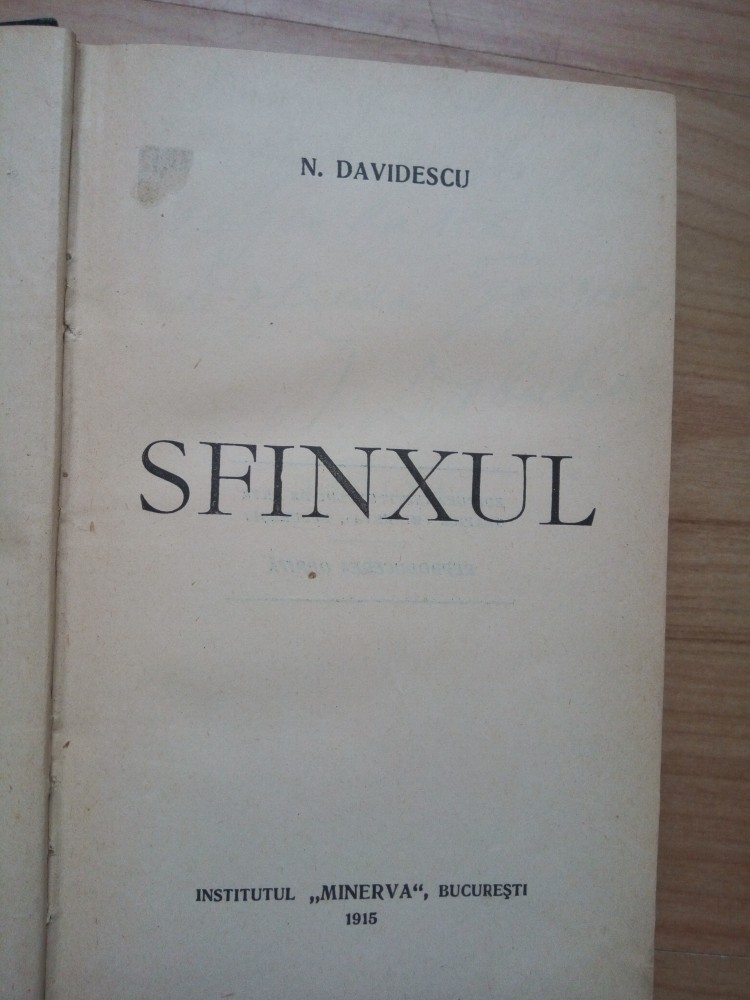 N. DAVIDESCU
SFINXUL
INSTITUTUL „MINERVA“, BUCUREŞTI
1915